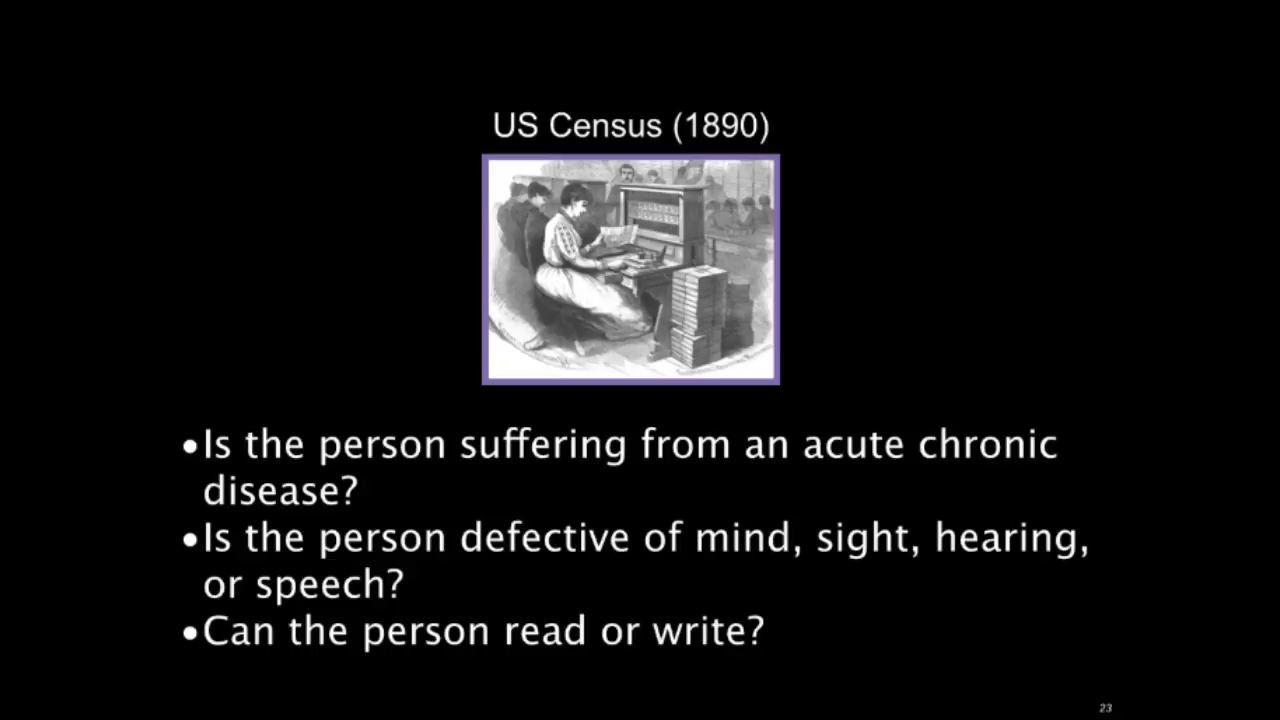 US Census (1890)
•Is the person suffering from an acute chronic
disease?
•Is the person defective of mind, sight, hearing,
or speech?
•Can the person read or write?
23